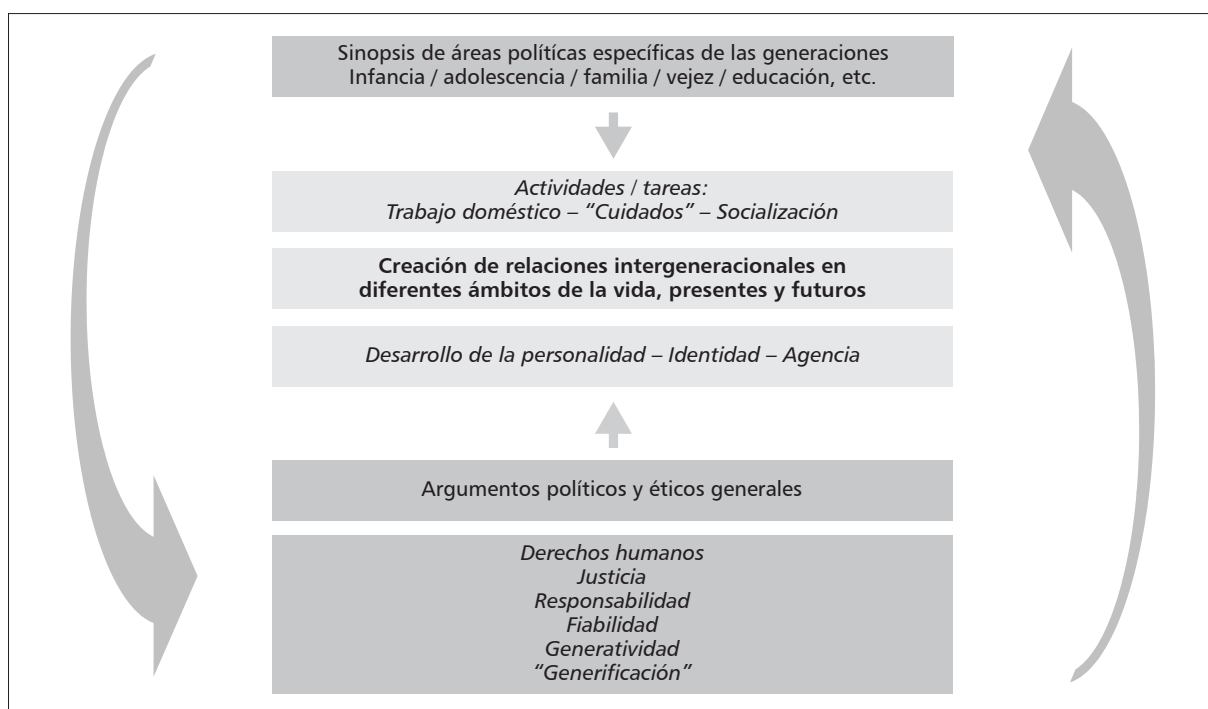 Sinopsis de áreas polítícas específicas de las generaciones
Infancia / adolescencia / familia / vejez / educación, etc.
Actividades / tareas:
Trabajo doméstico – “Cuidados” – Socialización
Creación de relaciones intergeneracionales en
diferentes ámbitos de la vida, presentes y futuros
Desarrollo de la personalidad – Identidad – Agencia
Argumentos políticos y éticos generales
Derechos humanos
Justicia
Responsabilidad
Fiabilidad
Generatividad
“Generificación”